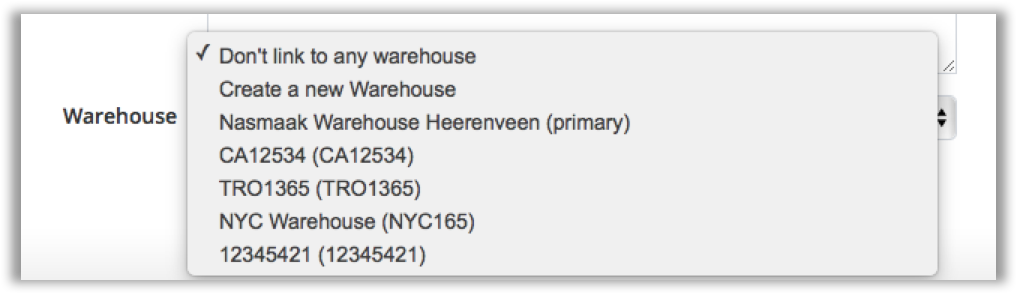 Don't link to any warehouse
Create a new Warehouse
Warehouse
Nasmaak Warehouse Heerenveen (primary)
CA12534 (CA12534)
TRO1365 (TRO1365)
NYC Warehouse (NYC165)
12345421 (12345421)